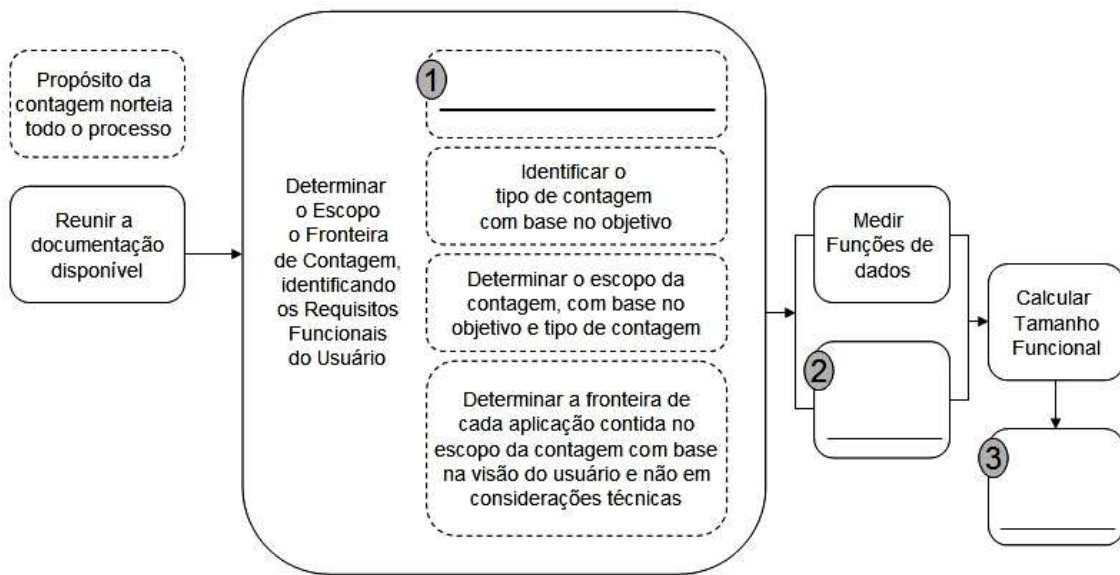 Propósito da
contagem norteia
todo o processo
Reunir a
documentação
disponível
Determinar
o Escopo
o Fronteira
de Contagem,
identificando
os Requisitos
Funcionais
do Usuário
1
Identificar o
tipo de contagem
com base no objetivo
Determinar o escopo da
contagem, com base no
objetivo e tipo de contagem
Determinar a fronteira de
cada aplicação contida no
escopo da contagem com base
na visão do usuário e não em
considerações técnicas
Medir
Funções de
dados
2
Calcular
Tamanho
Funcional
3